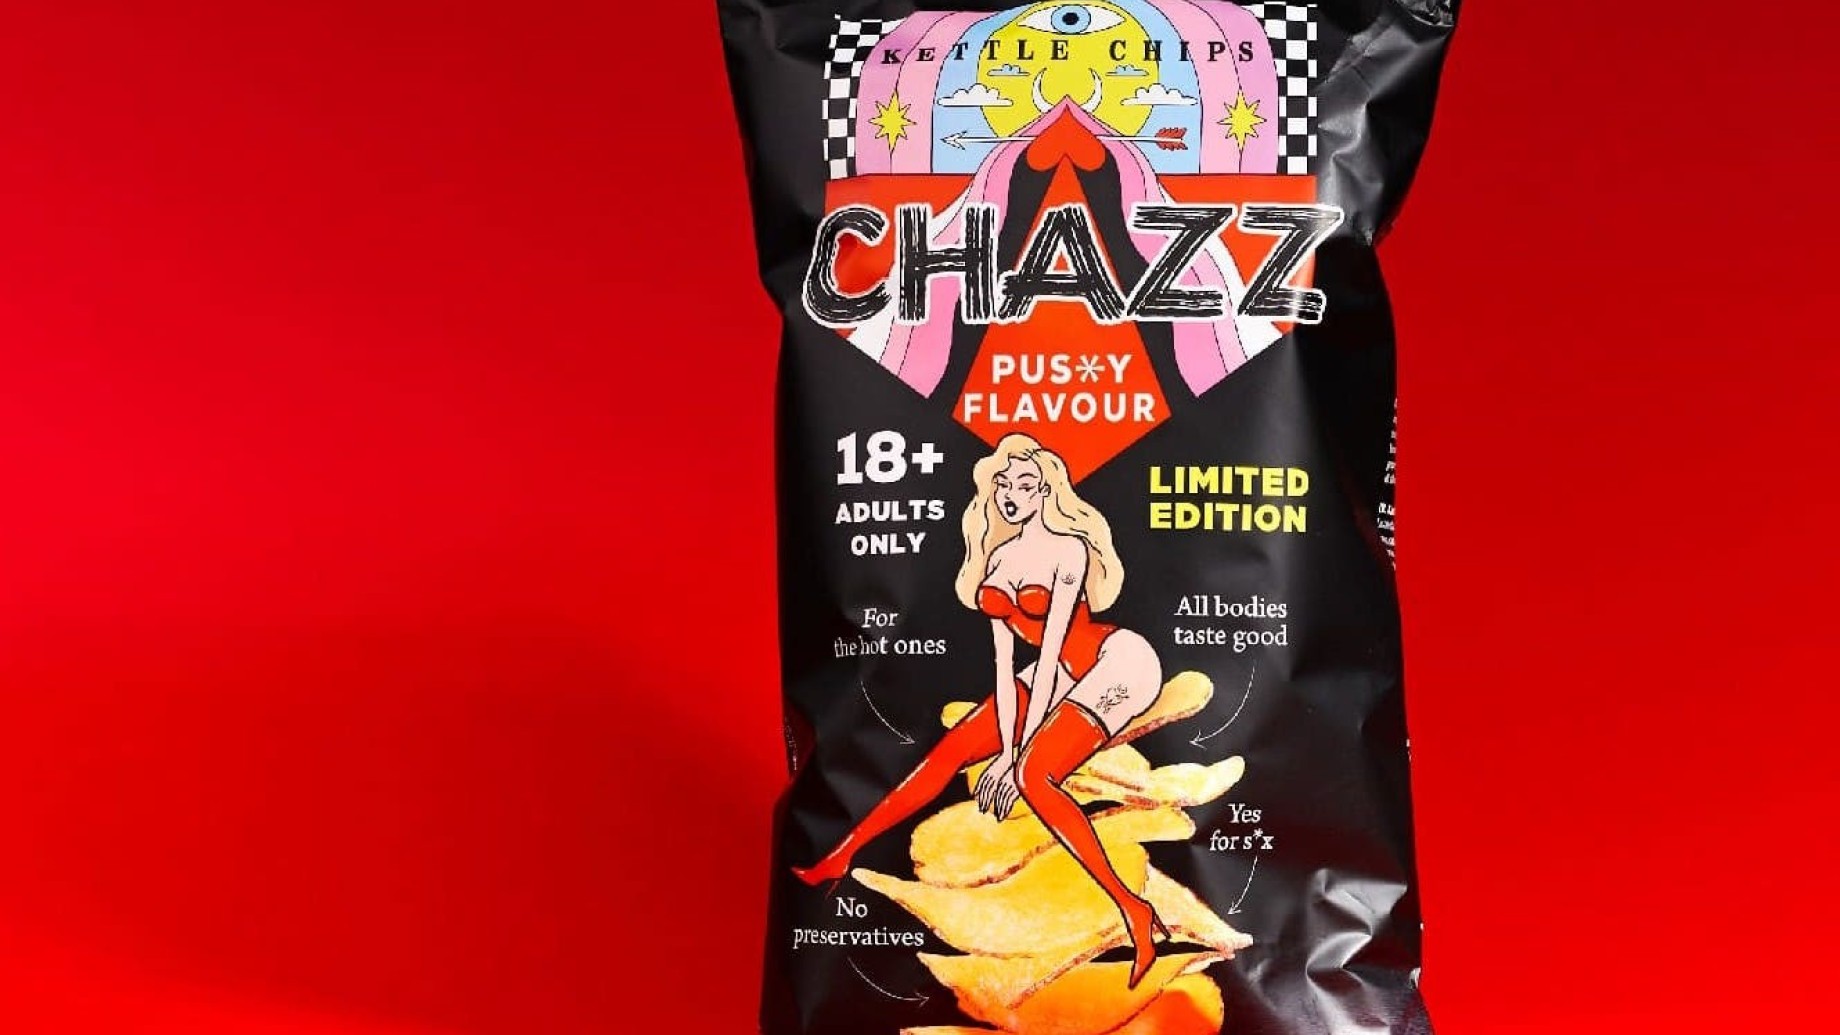 KETTLE CHIPS
CHAZZ
PUS*Y
FLAVOUR
18+
ADULTS
ONLY
LIMITED
EDITION
For
the hot ones
All bodies
taste good
Yes
for s*x
No
preservatives